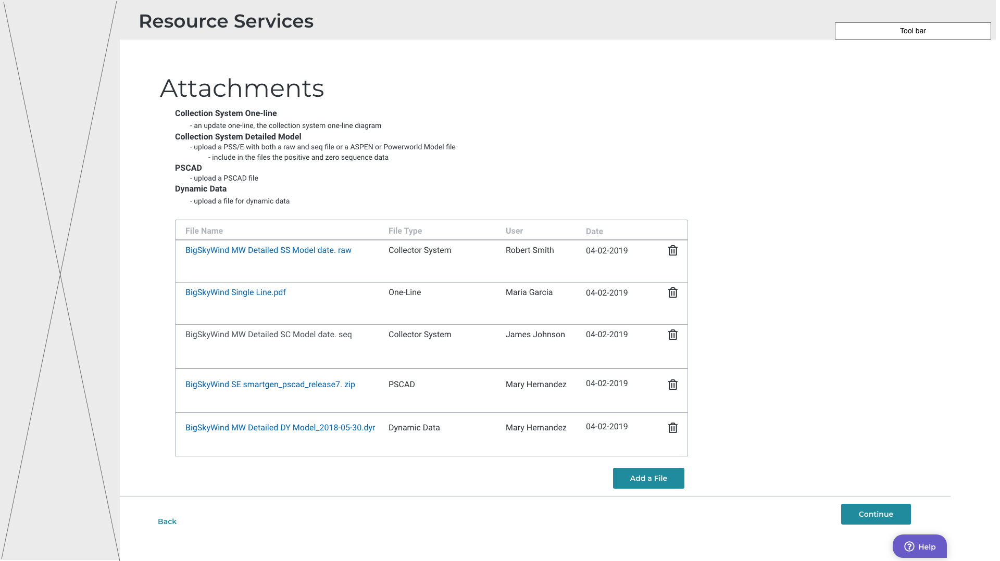 Resource Services
Tool bar
Attachments
Collection System One-line
- an update one-line, the collection system one-line diagram
Collection System Detailed Model
- upload a PSS/E with both a raw and seq file or a ASPEN or Powerworld Model file
- include in the files the positive and zero sequence data
PSCAD
- upload a PSCAD file
Dynamic Data
- upload a file for dynamic data
File Name File Type User Date
BigSkyWind MW Detailed SS Model date. raw Collector System Robert Smith 04-02-2019
BigSkyWind Single Line.pdf One-Line Maria Garcia 04-02-2019
BigSkyWind MW Detailed SC Model date. seq Collector System James Johnson 04-02-2019
BigSkyWind SE smartgen_pscad_release7. zip PSCAD Mary Hernandez 04-02-2019
BigSkyWind MW Detailed DY Model_2018-05-30.dyr Dynamic Data Mary Hernandez 04-02-2019
Add a File
Back
Continue
Help